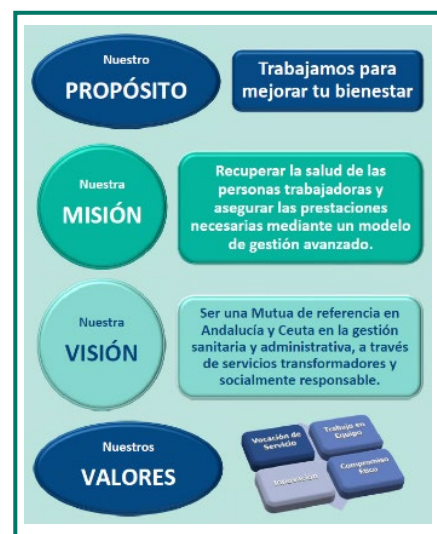 Nuestro
PROPÓSITO
Trabajamos para
mejorar tu bienestar
Nuestra
MISIÓN
Recuperar la salud de las
personas trabajadoras y
asegurar las prestaciones
necesarias mediante un modelo
de gestión avanzado.
Nuestra
VISIÓN
Ser una Mutua de referencia en
Andalucía y Ceuta en la gestión
sanitaria y administrativa, a través
de servicios transformadores y
socialmente responsable.
Nuestros
VALORES
Vocación de
Servicio
Trabajo en
Equipo
Innovación
Compromiso
Ético